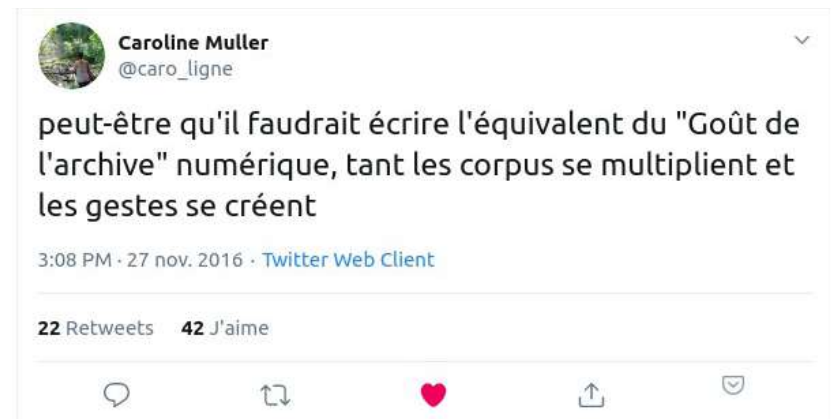 Caroline Muller
@caro_ligne
peut-être qu'il faudrait écrire l'équivalent du "Goût de
l'archive" numérique, tant les corpus se multiplient et
les gestes se créent
3:08 PM · 27 nov. 2016 · Twitter Web Client
22 Retweets 42 J'aime